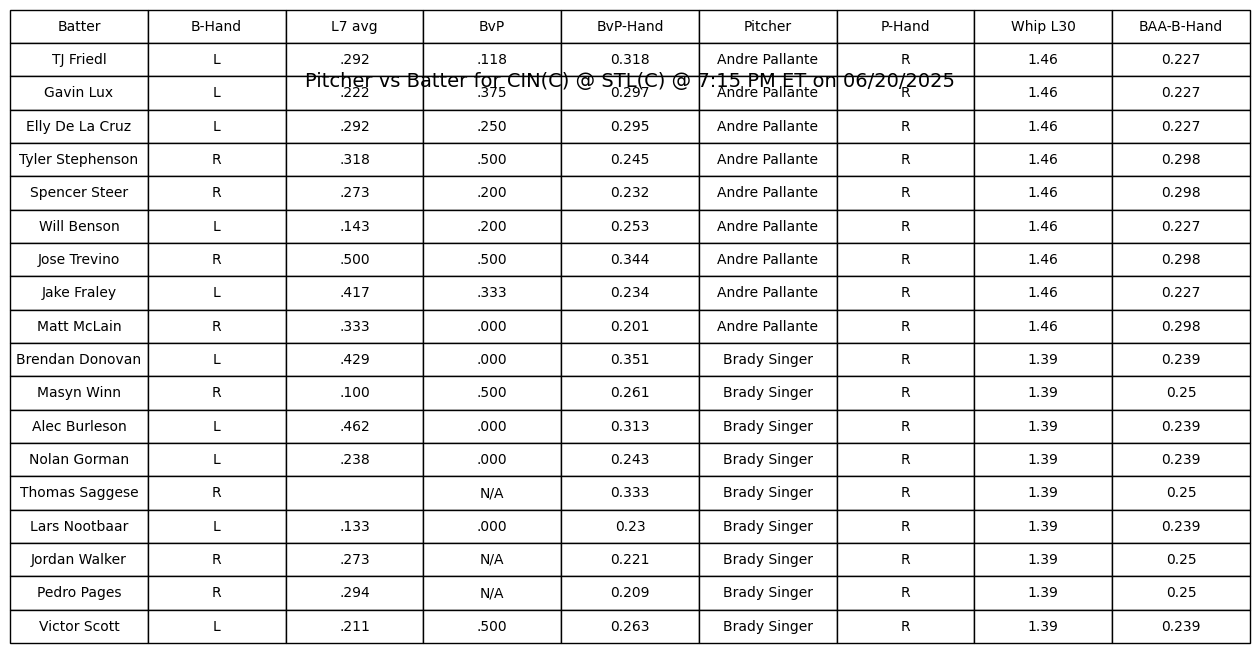 Batter B-Hand L7 avg BvP BvP-Hand Pitcher P-Hand Whip L30 BAA-B-Hand
TJ Friedl L .292 .118 0.318 Andre Pallante R 1.46 0.227
Pitcher vs Batter for CIN(C) @ STL(C) @ 7:15 PM ET on 06/20/2025
Gavin Lux L .222 .375 0.297 Andre Pallante R 1.46 0.227
Elly De La Cruz L .292 .250 0.295 Andre Pallante R 1.46 0.227
Tyler Stephenson R .318 .500 0.245 Andre Pallante R 1.46 0.298
Spencer Steer R .273 .200 0.232 Andre Pallante R 1.46 0.298
Will Benson L .143 .200 0.253 Andre Pallante R 1.46 0.227
Jose Trevino R .500 .500 0.344 Andre Pallante R 1.46 0.298
Jake Fraley L .417 .333 0.234 Andre Pallante R 1.46 0.227
Matt McLain R .333 .000 0.201 Andre Pallante R 1.46 0.298
Brendan Donovan L .429 .000 0.351 Brady Singer R 1.39 0.239
Masyn Winn R .100 .500 0.261 Brady Singer R 1.39 0.25
Alec Burleson L .462 .000 0.313 Brady Singer R 1.39 0.239
Nolan Gorman L .238 .000 0.243 Brady Singer R 1.39 0.239
Thomas Saggese R N/A 0.333 Brady Singer R 1.39 0.25
Lars Nootbaar L .133 .000 0.23 Brady Singer R 1.39 0.239
Jordan Walker R .273 N/A 0.221 Brady Singer R 1.39 0.25
Pedro Pages R .294 N/A 0.209 Brady Singer R 1.39 0.25
Victor Scott L .211 .500 0.263 Brady Singer R 1.39 0.239